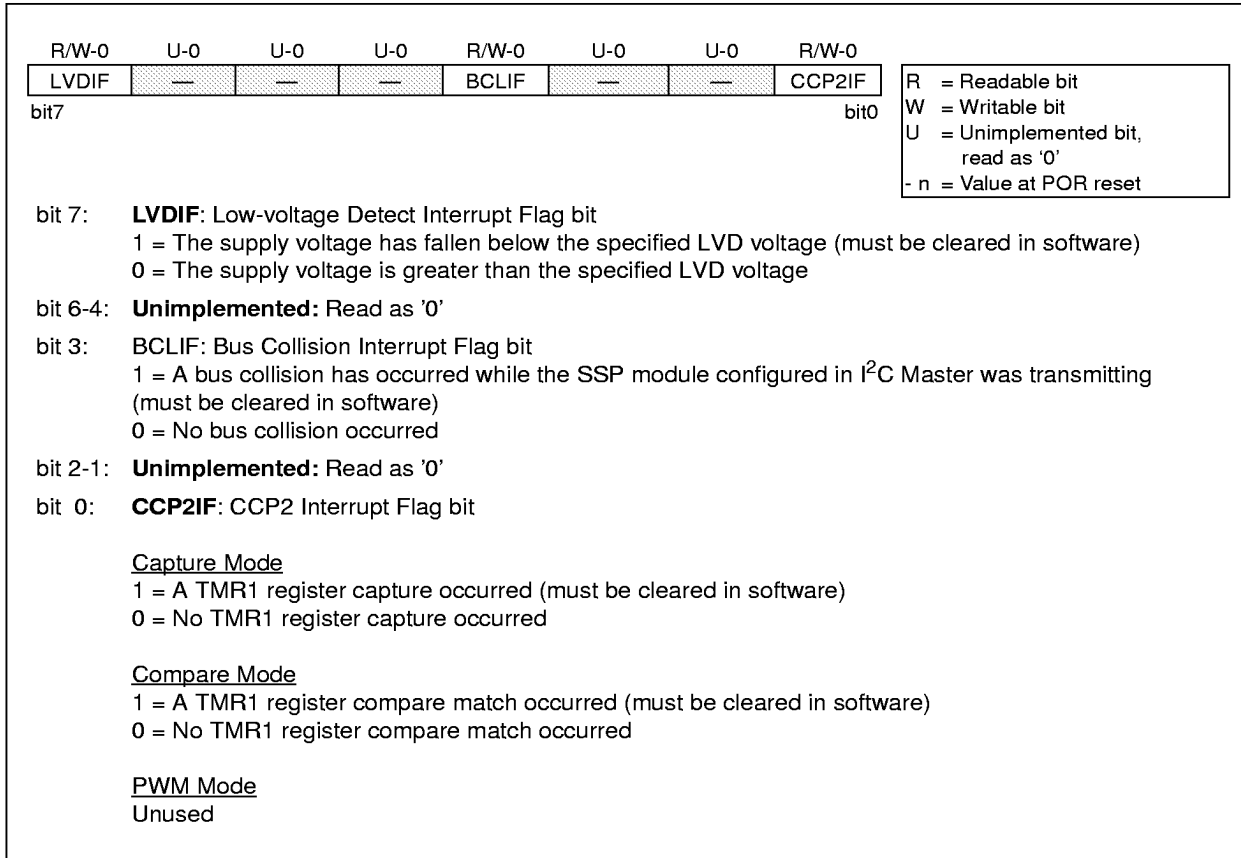 R/W-0 U-0 U-0 U-0 R/W-0 U-0 U-0 R/W-0
LVDIF — — — BCLIF — — CCP2IF
bit7 bit0
R = Readable bit
W = Writable bit
U = Unimplemented bit,
read as ‘0’
- n = Value at POR reset
bit 7: LVDIF: Low-voltage Detect Interrupt Flag bit
1 = The supply voltage has fallen below the specified LVD voltage (must be cleared in software)
0 = The supply voltage is greater than the specified LVD voltage
bit 6-4: Unimplemented: Read as '0'
bit 3: BCLIF: Bus Collision Interrupt Flag bit
1 = A bus collision has occurred while the SSP module configured in I²C Master was transmitting
(must be cleared in software)
0 = No bus collision occurred
bit 2-1: Unimplemented: Read as '0'
bit 0: CCP2IF: CCP2 Interrupt Flag bit
Capture Mode
1 = A TMR1 register capture occurred (must be cleared in software)
0 = No TMR1 register capture occurred
Compare Mode
1 = A TMR1 register compare match occurred (must be cleared in software)
0 = No TMR1 register compare match occurred
PWM Mode
Unused